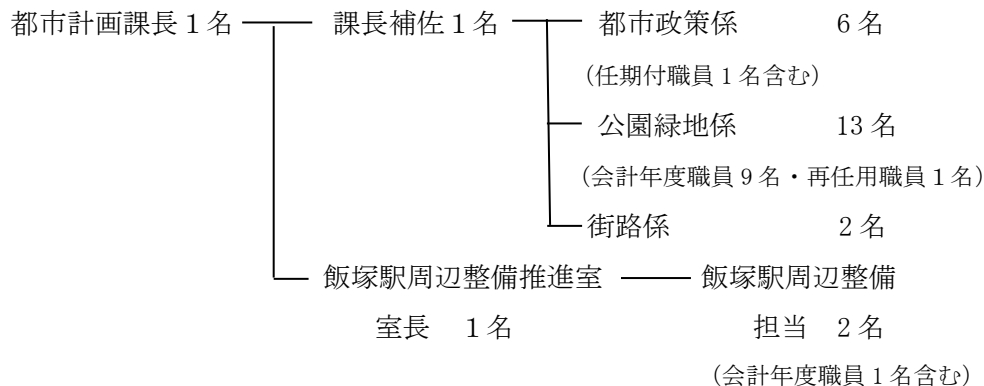 都市計画課長1名 課長補佐1名 都市政策係 6名
(任期付職員1名含む)
公園緑地係 13名
(会計年度職員9名・再任用職員1名)
街路係 2名
飯塚駅周辺整備推進室 飯塚駅周辺整備
室長 1名 担当 2名
(会計年度職員1名含む)